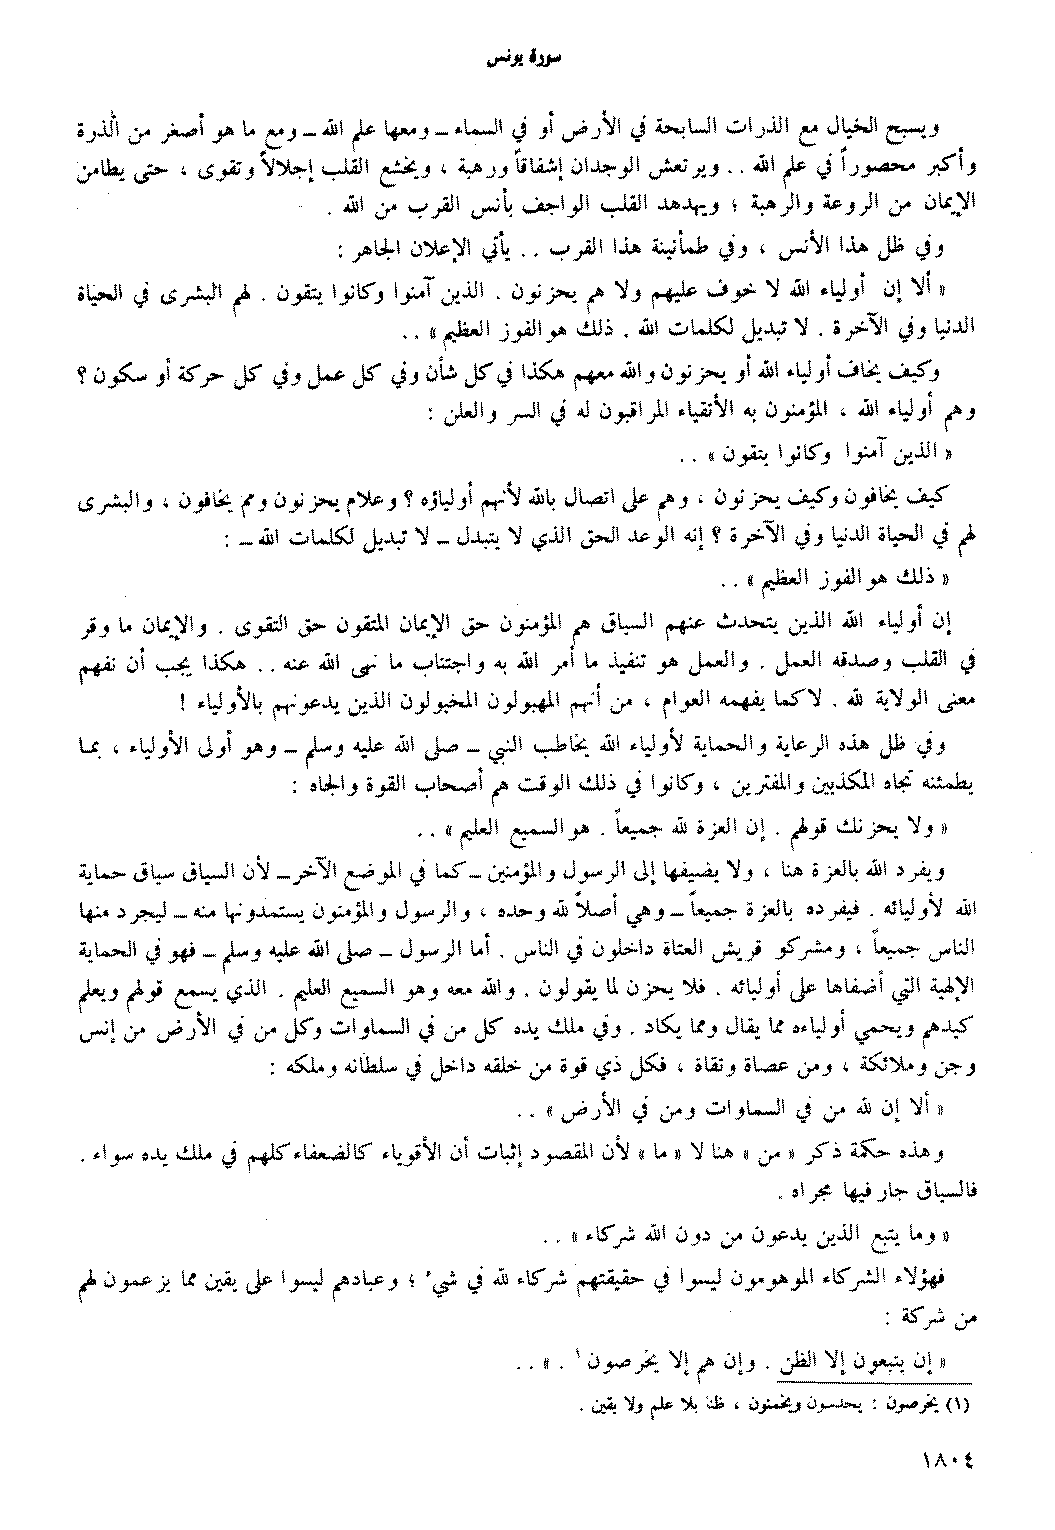 سورة يونس
ويسبح الخيال مع الذرات السابحة في الأرض أو في السماء ــ ومعها علم الله ــ ومع ما هو أصغر من الذرة
وأكبر محصوراً في علم الله .. ويرتعش الوجدان إشفاقاً ورهبة ، ويخشع القلب إجلالاً وتقوى ، حتى يطامن
الإيمان من الروعة والرهبة ؛ ويهدهد القلب الواجف بأنس القرب من الله .
وفي ظل هذا الأنس ، وفي طمأنينة هذا القرب .. يأتي الإعلان الجاهر :
« ألا إن أولياء الله لا خوف عليهم ولا هم يحزنون . الذين آمنوا وكانوا يتقون . لهم البشرى في الحياة
الدنيا وفي الآخرة . لا تبديل لكلمات الله . ذلك هو الفوز العظيم » ..
وكيف يخاف أولياء الله أو يحزنون والله معهم هكذا في كل شأن وفي كل عمل وفي كل حركة أو سكون ؟
وهم أولياء الله ، المؤمنون به الأتقياء المراقبون له في السر والعلن :
« الذين آمنوا وكانوا يتقون » ..
كيف يخافون وكيف يحزنون ، وهم على اتصال بالله لأنهم أولياؤه ؟ وعلام يحزنون ومم يخافون ، والبشرى
لهم في الحياة الدنيا وفي الآخرة ؟ إنه الوعد الحق الذي لا يتبدل ــ لا تبديل لكلمات الله ــ :
« ذلك هو الفوز العظيم » ..
إن أولياء الله الذين يتحدث عنهم السياق هم المؤمنون حق الإيمان المتقون حق التقوى . والإيمان ما وقر
في القلب وصدقه العمل . والعمل هو تنفيذ ما أمر الله به واجتناب ما نهى الله عنه .. هكذا يجب أن نفهم
معنى الولاية لله . لا كما يفهمه العوام ، من أنهم المهبولون المخبولون الذين يدعونهم بالأولياء !
وفي ظل هذه الرعاية والحماية لأولياء الله يخاطب النبي ــ صلى الله عليه وسلم ــ وهو أولى الأولياء ، بما
يطمئنه تجاه المكذبين والمفترين ، وكانوا في ذلك الوقت هم أصحاب القوة والجاه :
« ولا يحزنك قولهم . إن العزة لله جميعاً . هو السميع العليم » ..
ويفرد الله بالعزة هنا ، ولا يضيفها إلى الرسول والمؤمنين ــ كما في الموضع الآخر ــ لأن السياق سياق حماية
الله لأوليائه . فيفرده بالعزة جميعاً ــ وهي أصلاً لله وحده ، والرسول والمؤمنون يستمدونها منه ــ ليجرد منها
الناس جميعاً ، ومشركو قريش العتاة داخلون في الناس . أما الرسول ــ صلى الله عليه وسلم ــ فهو في الحماية
الإلهية التي أضفاها على أوليائه . فلا يحزن لما يقولون . والله معه وهو السميع العليم . الذي يسمع قولهم ويعلم
كيدهم ويحمي أولياءه مما يقال ومما يكاد . وفي ملك يده كل من في السماوات وكل من في الأرض من إنس
وجن وملائكة ، ومن عصاة وتقاة ، فكل ذي قوة من خلقه داخل في سلطانه وملكه :
« ألا إن لله من في السماوات ومن في الأرض » ..
وهذه حكمة ذكر « من » هنا لا « ما » لأن المقصود إثبات أن الأقوياء كالضعفاء كلهم في ملك يده سواء .
فالسياق جار فيها مجراه .
« وما يتبع الذين يدعون من دون الله شركاء » ..
فهؤلاء الشركاء الموهومون ليسوا في حقيقتهم شركاء لله في شيء ؛ وعبادهم ليسوا على يقين مما يزعمون لهم
من شركة :
« إن يتبعون إلا الظن . وإن هم إلا يخرصون ١ . » ..
(١) يخرصون : يحدسون ويخمنون ، ظنا بلا علم ولا يقين .
١٨٠٤